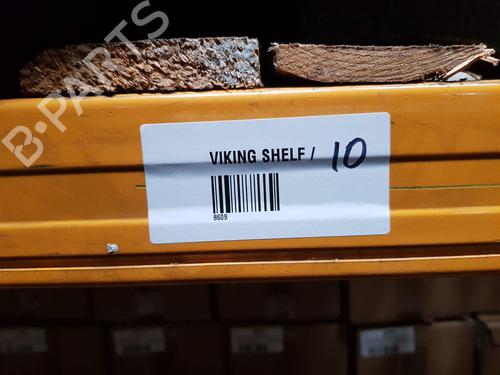 B-PARTS
VIKING SHELF / 10
8609